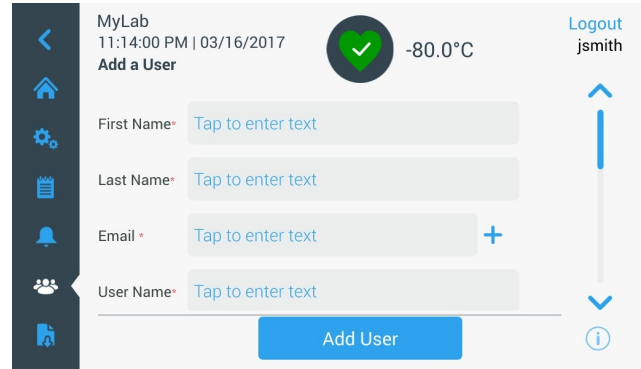 MyLab
11:14:00 PM | 03/16/2017
Add a User
-80.0°C
Logout
jsmith
First Name*
Tap to enter text
Last Name*
Tap to enter text
Email *
Tap to enter text
User Name*
Tap to enter text
Add User